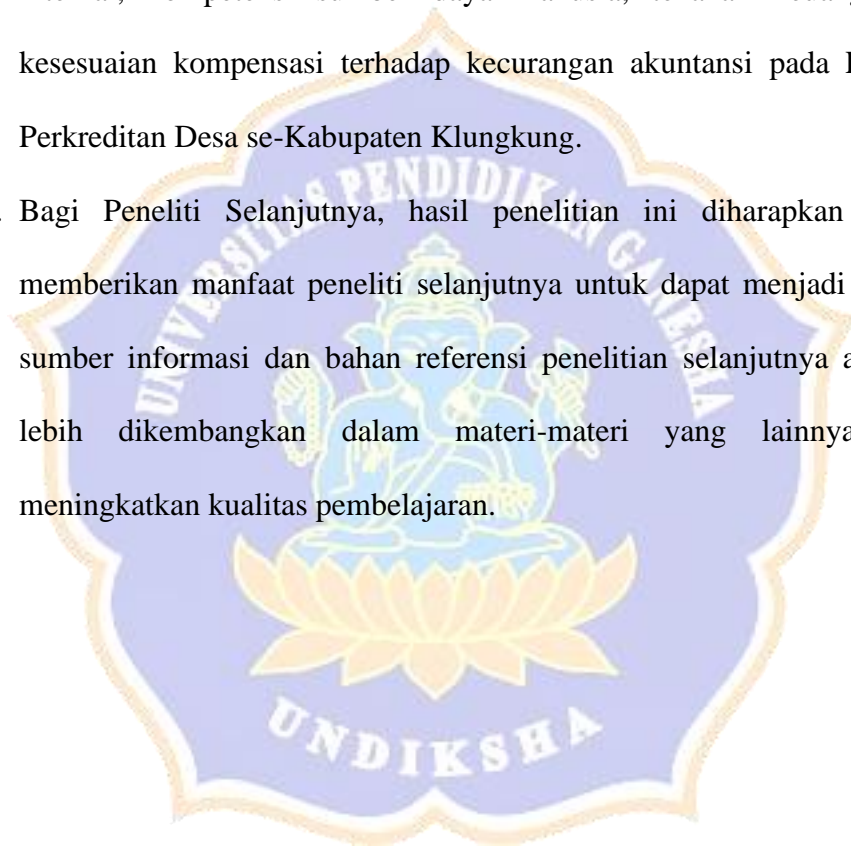 kesesuaian kompensasi terhadap kecurangan akuntansi pada
Perkreditan Desa se-Kabupaten Klungkung.
Bagi Peneliti Selanjutnya, hasil penelitian ini diharapkan
memberikan manfaat peneliti selanjutnya untuk dapat menjadi
sumber informasi dan bahan referensi penelitian selanjutnya
lebih dikembangkan dalam materi-materi yang lainnya
meningkatkan kualitas pembelajaran.
UNIVERSITAS PENDIDIKAN GANESHA
UNDIKSHA